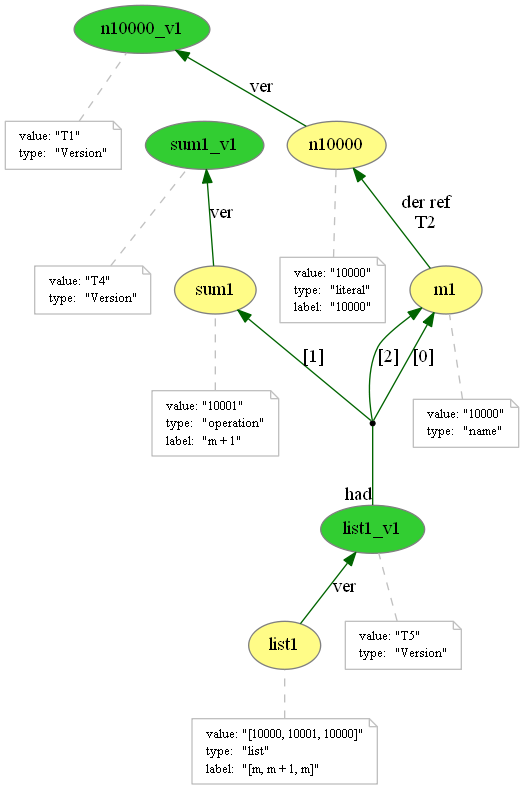 n10000_v1
ver
value: "T1"
type: "Version"
sum1_v1
n10000
ver
der ref
T2
value: "T4"
type: "Version"
sum1
value: "10000"
type: "literal"
label: "10000"
m1
[1]
[2]
[0]
value: "10001"
type: "operation"
label: "m + 1"
value: "10000"
type: "name"
had
list1_v1
ver
list1
value: "T5"
type: "Version"
value: "[10000, 10001, 10000]"
type: "list"
label: "[m, m + 1, m]"